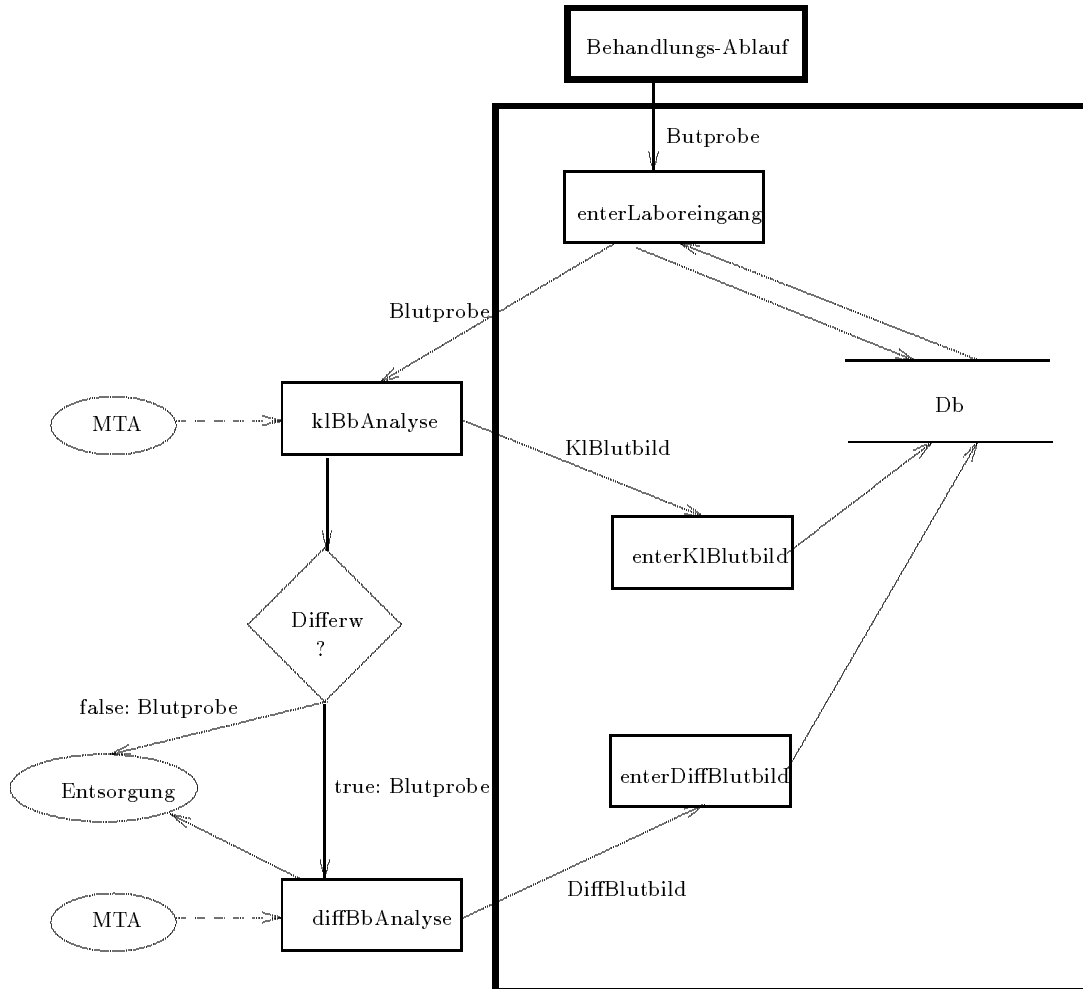 Behandlungs-Ablauf
Butprobe
enterLaboreingang
Blutprobe
Db
MTA
klBbAnalyse
KlBlutbild
enterKlBlutbild
Differw
?
false: Blutprobe
enterDiffBlutbild
Entsorgung
true: Blutprobe
DiffBlutbild
MTA
diffBbAnalyse